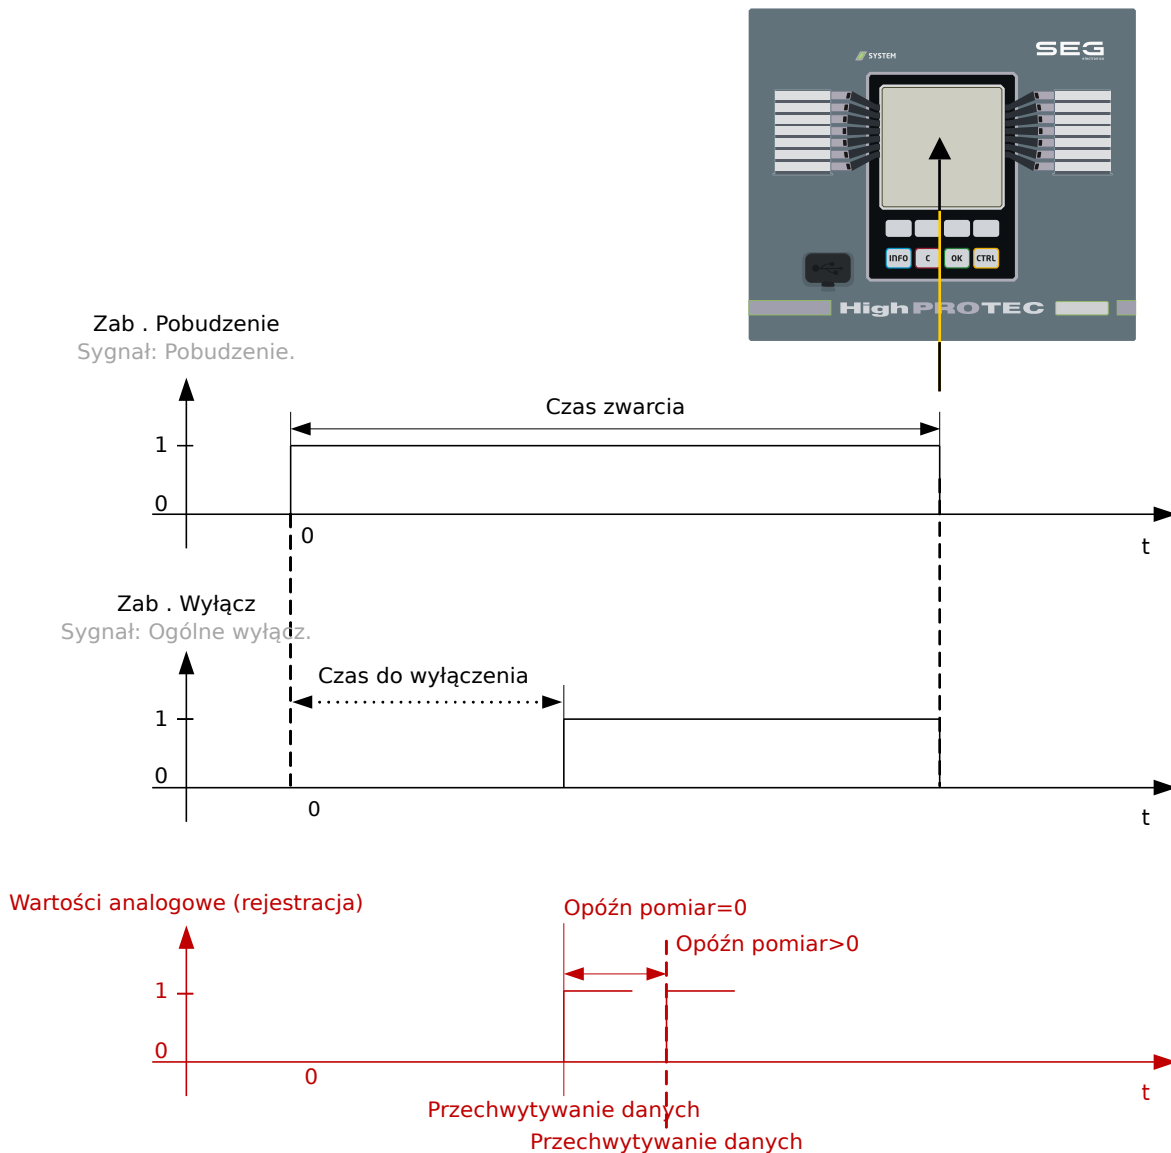 SYSTEM
SEG
electronics
INFO
C
OK
CTRL
HighPROTEC
Zab . Pobudzenie
Sygnał: Pobudzenie.
Czas zwarcia
1
0
0
t
Zab . Wyłącz
Sygnał: Ogólne wyłącz.
Czas do wyłączenia
1
0
0
t
Wartości analogowe (rejestracja)
Opóźn pomiar=0
Opóźn pomiar>0
1
0
0
t
Przechwytywanie danych
Przechwytywanie danych